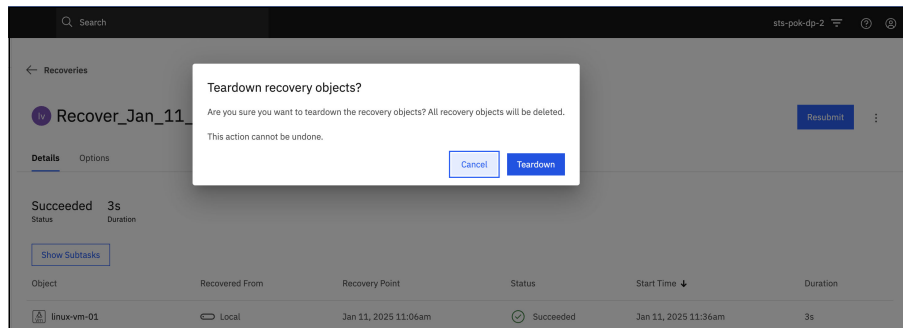 Search
sts-pok-dp-2
Recoveries
lv Recover_Jan_11_
Resubmit
Details Options
Teardown recovery objects?
Are you sure you want to teardown the recovery objects? All recovery objects will be deleted.
This action cannot be undone.
Cancel Teardown
Succeeded 3s
Status Duration
Show Subtasks
Object Recovered From Recovery Point Status Start Time Duration
linux-vm-01 Local Jan 11, 2025 11:06am Succeeded Jan 11, 2025 11:36am 3s